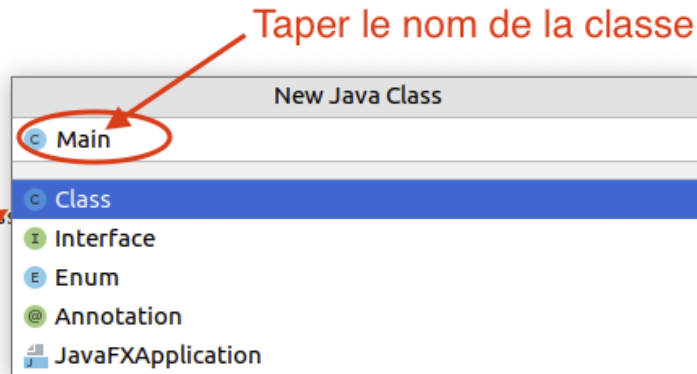 Taper le nom de la classe
New Java Class
C Main
C Class
I Interface
E Enum
@ Annotation
J JavaFXApplication